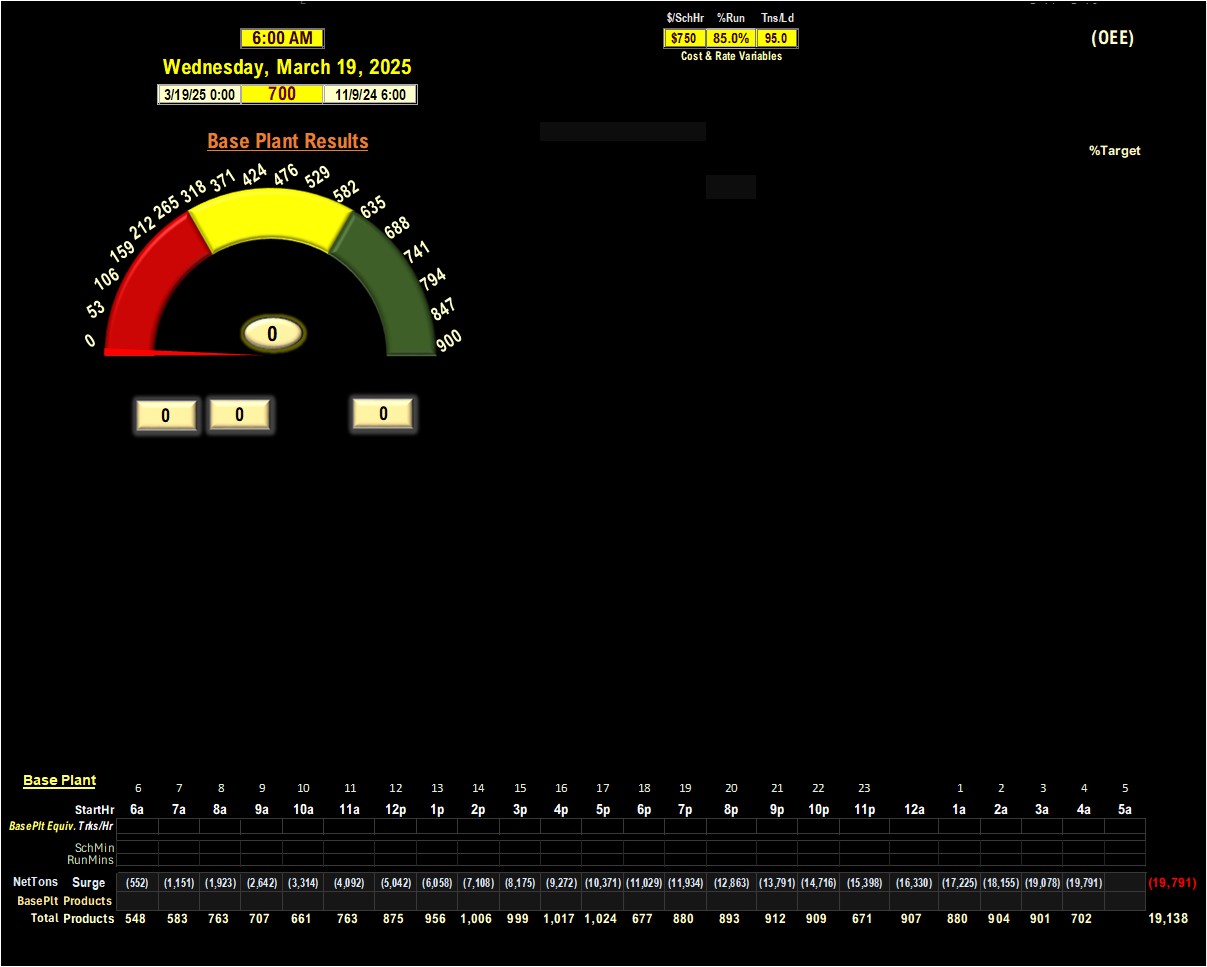 $/SchHr %Run Tns/Ld
6:00 AM $750 85.0% 95.0 (OEE)
Cost & Rate Variables
Wednesday, March 19, 2025
3/19/25 0:00 700 11/9/24 6:00
Base Plant Results
%Target
0 53 106 159 212 265 318 371 424 476 529 582 635 688 741 794 847 900
0
0 0 0
Base Plant 6 7 8 9 10 11 12 13 14 15 16 17 18 19 20 21 22 23 1 2 3 4 5
StartHr 6a 7a 8a 9a 10a 11a 12p 1p 2p 3p 4p 5p 6p 7p 8p 9p 10p 11p 12a 1a 2a 3a 4a 5a
BasePlt Equiv. Trks/Hr
SchMin
RunMins
NetTons Surge (552) (1,151) (1,923) (2,642) (3,314) (4,092) (5,042) (6,058) (7,108) (8,175) (9,272) (10,371) (11,029) (11,934) (12,863) (13,791) (14,716) (15,398) (16,330) (17,225) (18,155) (19,078) (19,791) (19,791)
BasePlt Products
Total Products 548 583 763 707 661 763 875 956 1,006 999 1,017 1,024 677 880 893 912 909 671 907 880 904 901 702 19,138